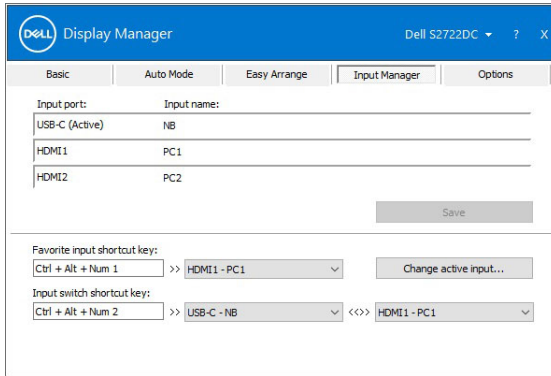 DELL Display Manager Dell S2722DC ? X
Basic Auto Mode Easy Arrange Input Manager Options
Input port: Input name:
USB-C (Active) NB
HDMI1 PC1
HDMI2 PC2
Save
Favorite input shortcut key:
Ctrl + Alt + Num 1 >> HDMI1 - PC1 Change active input...
Input switch shortcut key:
Ctrl + Alt + Num 2 >> USB-C - NB <<>> HDMI1 - PC1